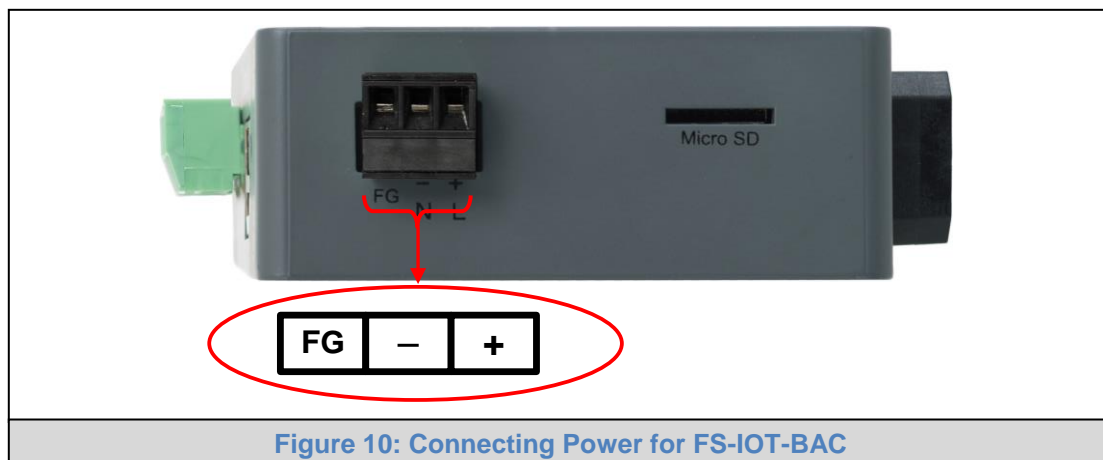 Micro SD
FG − +
N L
FG − +
Figure 10: Connecting Power for FS-IOT-BAC